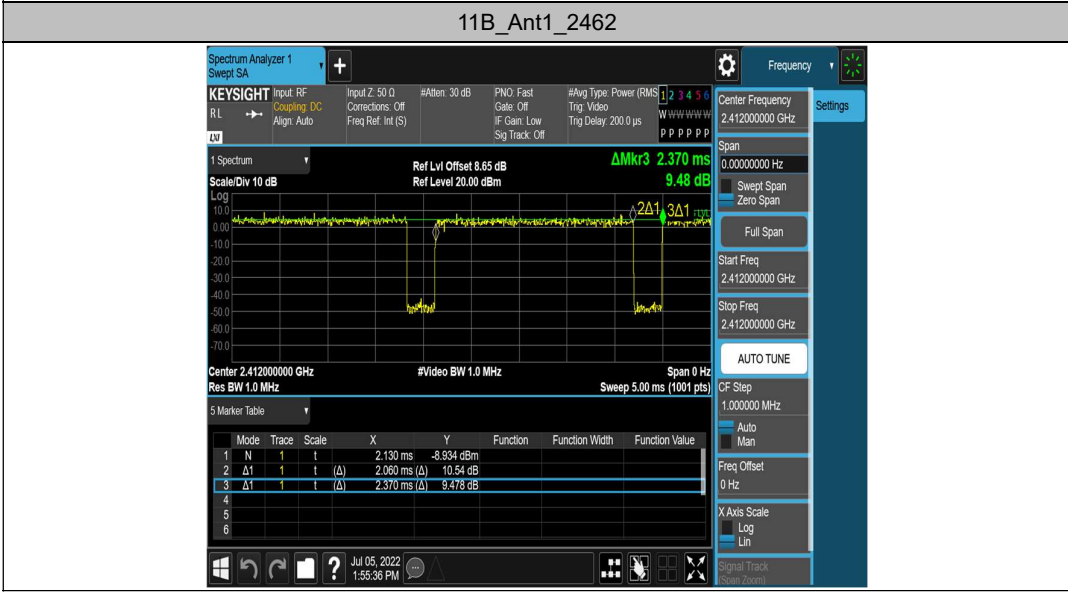 11B_Ant1_2462
Spectrum Analyzer 1
Swept SA
+
Frequency
KEYSIGHT
RL
LXI
Input: RF
Coupling: DC
Align: Auto
Input Z: 50 Ω
Corrections: Off
Freq Ref: Int (S)
#Atten: 30 dB
PNO: Fast
Gate: Off
IF Gain: Low
Sig Track: Off
#Avg Type: Power (RMS
Trig: Video
Trig Delay: 200.0 µs
1 2 3 4 5 6
W W W W W W
P P P P P P
Center Frequency
2.412000000 GHz
Settings
Span
0.00000000 Hz
Swept Span
Zero Span
Full Span
Start Freq
2.412000000 GHz
Stop Freq
2.412000000 GHz
AUTO TUNE
CF Step
1.000000 MHz
Auto
Man
Freq Offset
0 Hz
X Axis Scale
Log
Lin
Signal Track
(Span Zoom)
1 Spectrum
Scale/Div 10 dB
Log
Ref Lvl Offset 8.65 dB
Ref Level 20.00 dBm
ΔMkr3 2.370 ms
9.48 dB
2Δ1 3Δ1
10.0
0.00
-10.0
-20.0
-30.0
-40.0
-50.0
-60.0
-70.0
Center 2.412000000 GHz #Video BW 1.0 MHz Span 0 Hz
Res BW 1.0 MHz Sweep 5.00 ms (1001 pts)
5 Marker Table
Mode Trace Scale X Y Function Function Width Function Value
1 N 1 t 2.130 ms -8.934 dBm
2 Δ1 1 t (Δ) 2.060 ms (Δ) 10.54 dB
3 Δ1 1 t (Δ) 2.370 ms (Δ) 9.478 dB
4
5
6
?
Jul 05, 2022
1:55:36 PM